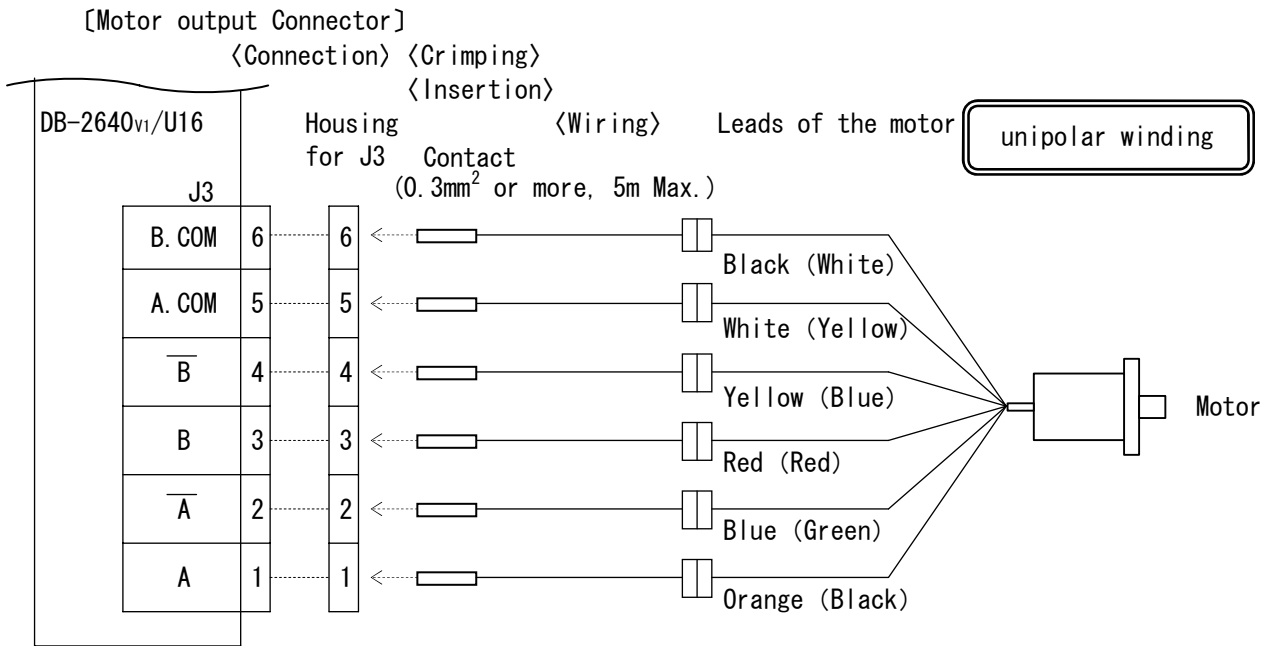 〔Motor output Connector〕
〈Connection〉 〈Crimping〉
〈Insertion〉
DB-2640v1/U16 Housing 〈Wiring〉 Leads of the motor unipolar winding
for J3 Contact
J3 (0.3mm² or more, 5m Max.)
B.COM 6 6
Black (White)
A.COM 5 5
White (Yellow)
B̅ 4 4
Yellow (Blue)
Motor
B 3 3
Red (Red)
A̅ 2 2
Blue (Green)
A 1 1
Orange (Black)